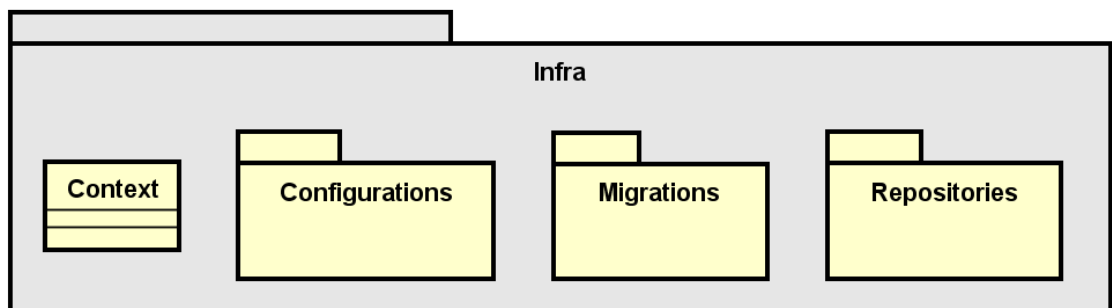 Infra
Context
Configurations
Migrations
Repositories